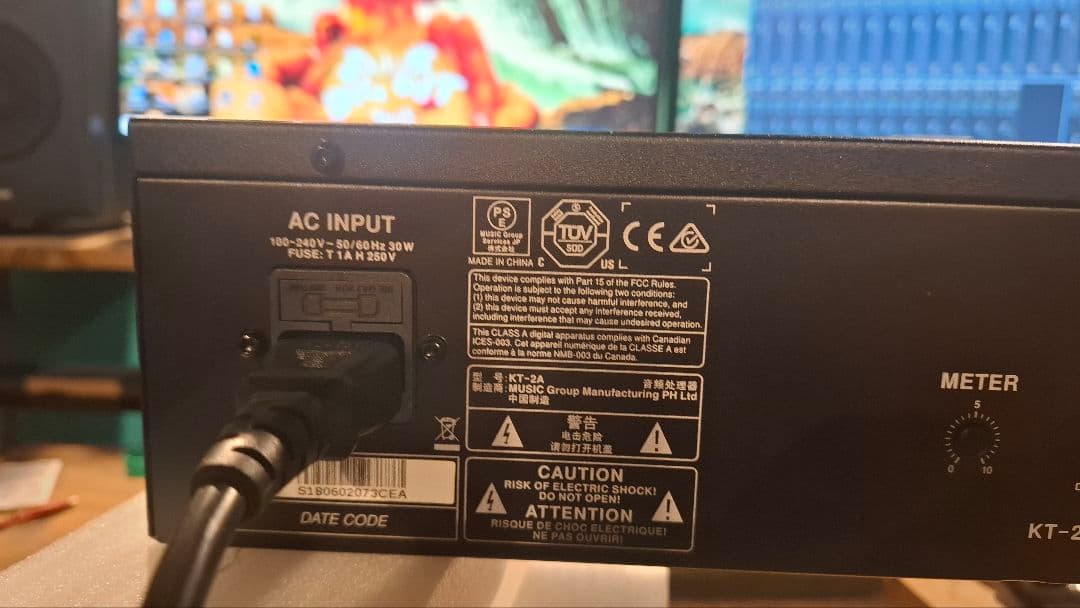 AC INPUT
100-240V~50/60Hz 30W
FUSE: T 1A H 250V
PS
E
MUSIC Group
Services JP
株式会社
TÜV
SÜD
C
US
CE
MADE IN CHINA
This device complies with Part 15 of the FCC Rules.
Operation is subject to the following two conditions:
(1) this device may not cause harmful interference, and
(2) this device must accept any interference received,
including interference that may cause undesired operation.
This CLASS A digital apparatus complies with Canadian
ICES-003. Cet appareil numérique de la CLASSE A est
conforme à la norme NMB-003 du Canada.
型 号: KT-2A 音频处理器
制造商: MUSIC Group Manufacturing PH Ltd
中国制造
警告
电击危险
请勿打开机盖
CAUTION
RISK OF ELECTRIC SHOCK!
DO NOT OPEN!
ATTENTION
RISQUE DE CHOC ELECTRIQUE!
NE PAS OUVRIR!
S180602073CEA
DATE CODE
METER
5
0 10
KT-2